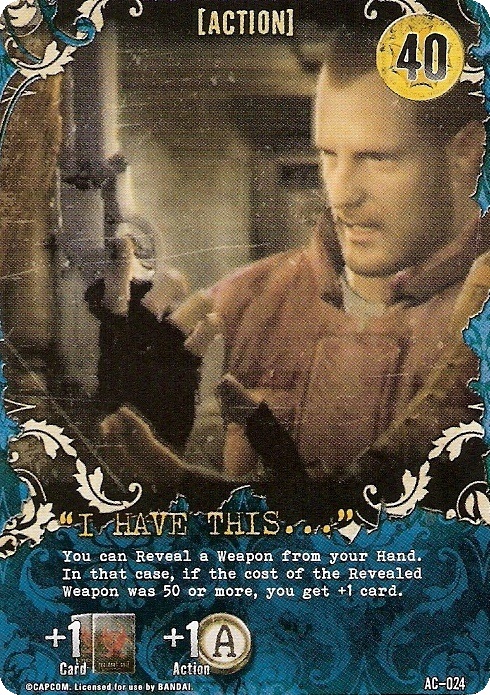 [ACTION]
40
"I HAVE THIS..."
You can Reveal a Weapon from your Hand.
In that case, if the cost of the Revealed
Weapon was 50 or more, you get +1 card.
+1 +1 A
Card Action
©CAPCOM. Licensed for use by BANDAI. AC-024